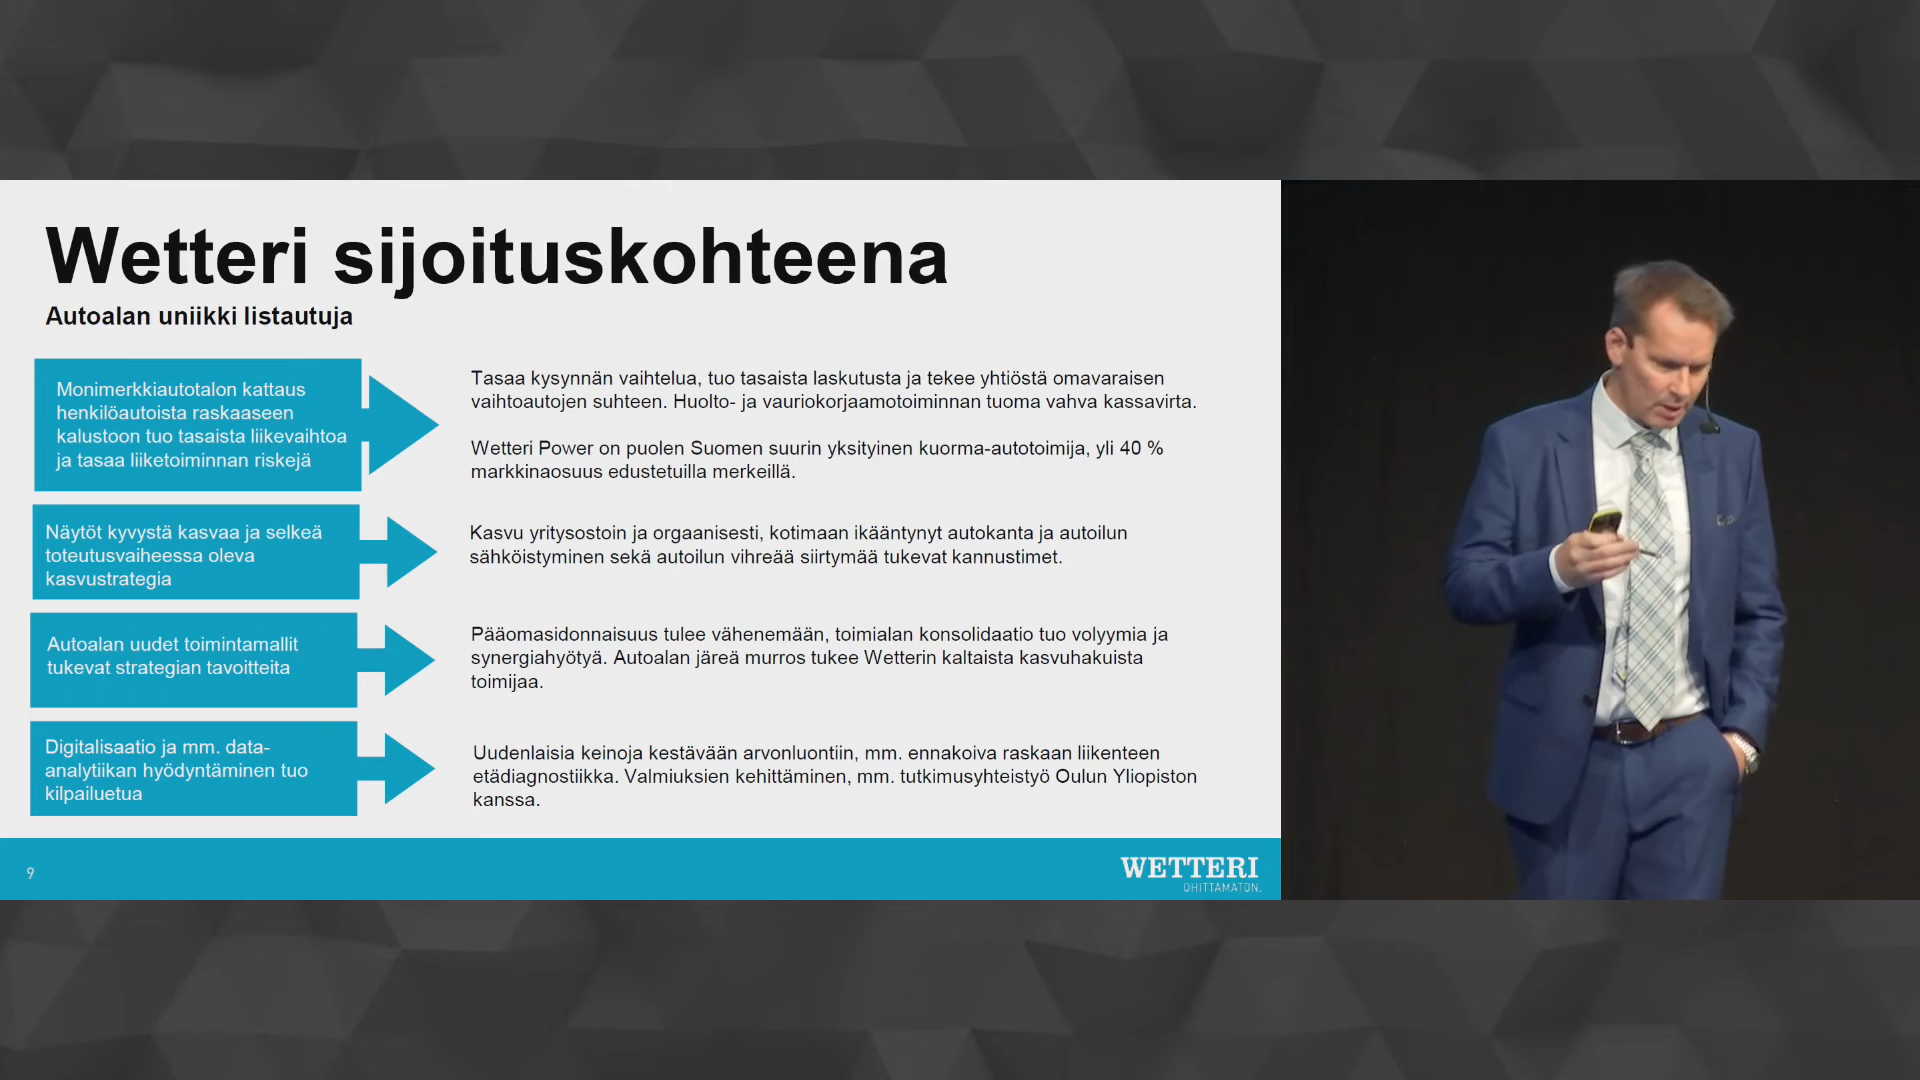 Wetteri sijoituskohteena
Autoalan uniikki listautuja
Monimerkkiautotalon kattaus
henkilöautoista raskaaseen
kalustoon tuo tasaista liikevaihtoa
ja tasaa liiketoiminnan riskejä
Tasaa kysynnän vaihtelua, tuo tasaista laskutusta ja tekee yhtiöstä omavaraisen
vaihtoautojen suhteen. Huolto- ja vauriokorjaamotoiminnan tuoma vahva kassavirta.
Wetteri Power on puolen Suomen suurin yksityinen kuorma-autotoimija, yli 40 %
markkinaosuus edustetuilla merkeillä.
Näytöt kyvystä kasvaa ja selkeä
toteutusvaiheessa oleva
kasvustrategia
Kasvu yritysostoin ja orgaanisesti, kotimaan ikääntynyt autokanta ja autoilun
sähköistyminen sekä autoilun vihreää siirtymää tukevat kannustimet.
Autoalan uudet toimintamallit
tukevat strategian tavoitteita
Pääomasidonnaisuus tulee vähenemään, toimialan konsolidaatio tuo volyymia ja
synergiahyötyä. Autoalan järeä murros tukee Wetterin kaltaista kasvuhakuista
toimijaa.
Digitalisaatio ja mm. data-
analytiikan hyödyntäminen tuo
kilpailuetua
Uudenlaisia keinoja kestävään arvonluontiin, mm. ennakoiva raskaan liikenteen
etädiagnostiikka. Valmiuksien kehittäminen, mm. tutkimusyhteistyö Oulun Yliopiston
kanssa.
9
WETTERI
OHITTAMATON.